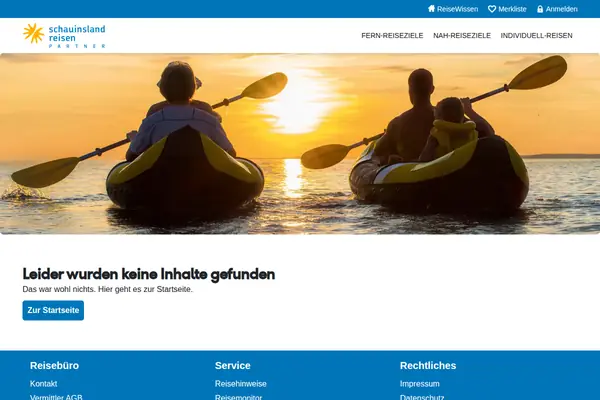 ReiseWissen Merkliste Anmelden
schauinsland
reisen
PARTNER
FERN-REISEZIELE NAH-REISEZIELE INDIVIDUELL-REISEN
Leider wurden keine Inhalte gefunden
Das war wohl nichts. Hier geht es zur Startseite.
Zur Startseite
Reisebüro Service Rechtliches
Kontakt Reisehinweise Impressum
Vermittler AGB Reisemonitor Datenschutz